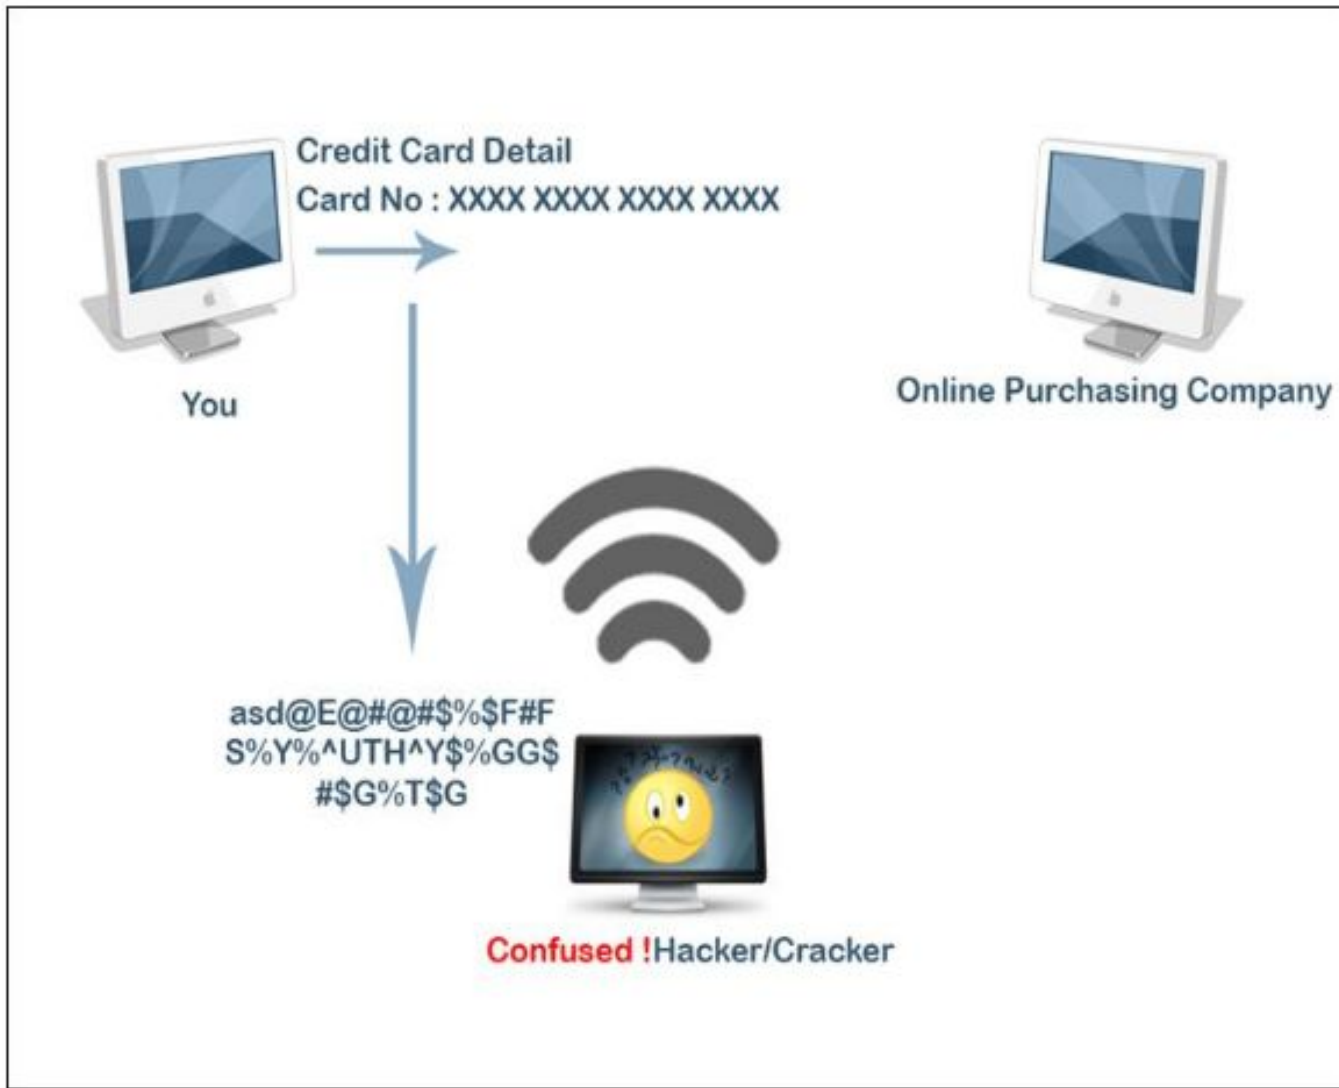 Credit Card Detail
Card No : XXXX XXXX XXXX XXXX
You
Online Purchasing Company
asd@E@#@#$%$F#F
S%Y%^UTH^Y$%GG$
#$G%T$G
Confused !Hacker/Cracker